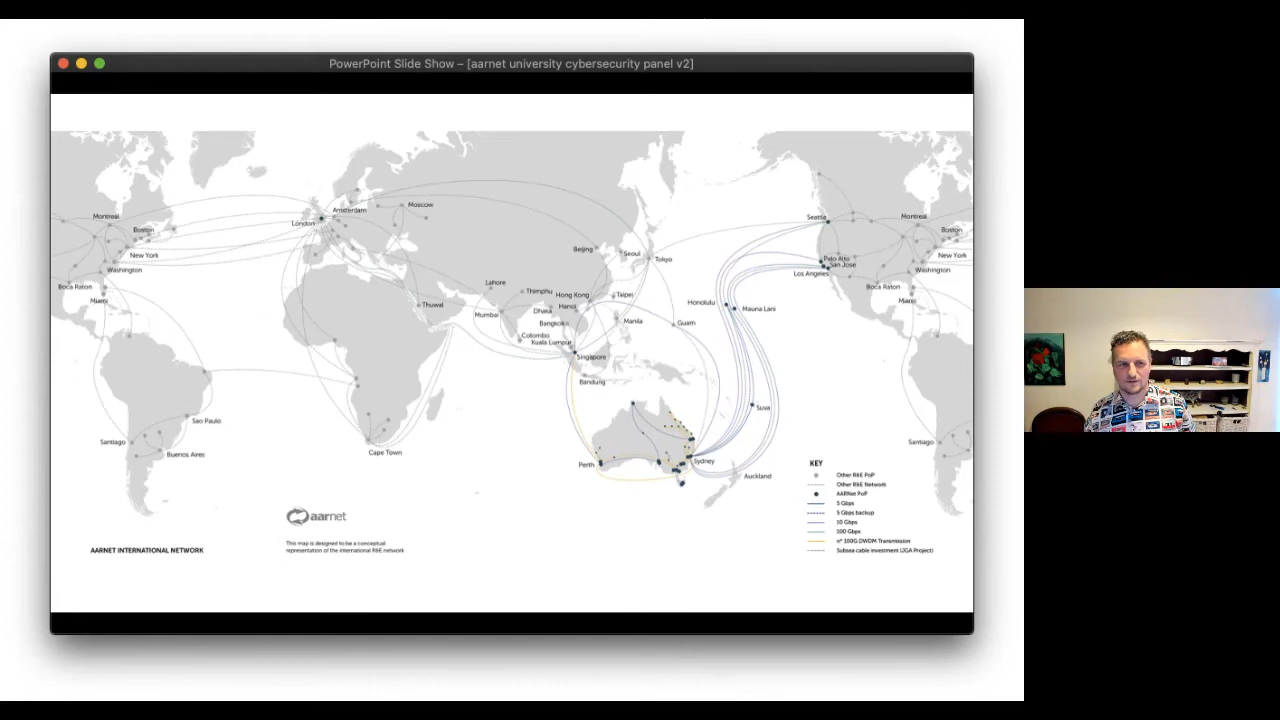 PowerPoint Slide Show – [aarnet university cybersecurity panel v2]
Montreal
Boston
New York
Washington
Boca Raton
Miami
Santiago
Sao Paulo
Buenos Aires
London
Amsterdam
Moscow
Thuwal
Cape Town
Lahore
Mumbai
Thimphu
Dhaka
Colombo
Bangkok
Hanoi
Hong Kong
Kuala Lumpur
Singapore
Bandung
Beijing
Seoul
Tokyo
Taipei
Manila
Guam
Perth
Sydney
Auckland
Suva
Honolulu
Mauna Lani
Seattle
Palo Alto
San Jose
Los Angeles
Montreal
Boston
New York
Washington
Boca Raton
Miami
Santiago
KEY
Other R&E PoP
Other R&E Network
AARNet PoP
5 Gbps
5 Gbps backup
10 Gbps
100 Gbps
n* 100G DWDM Transmission
Subsea cable investment (JGA Project)
aarnet
AARNET INTERNATIONAL NETWORK
This map is designed to be a conceptual
representation of the international R&E network